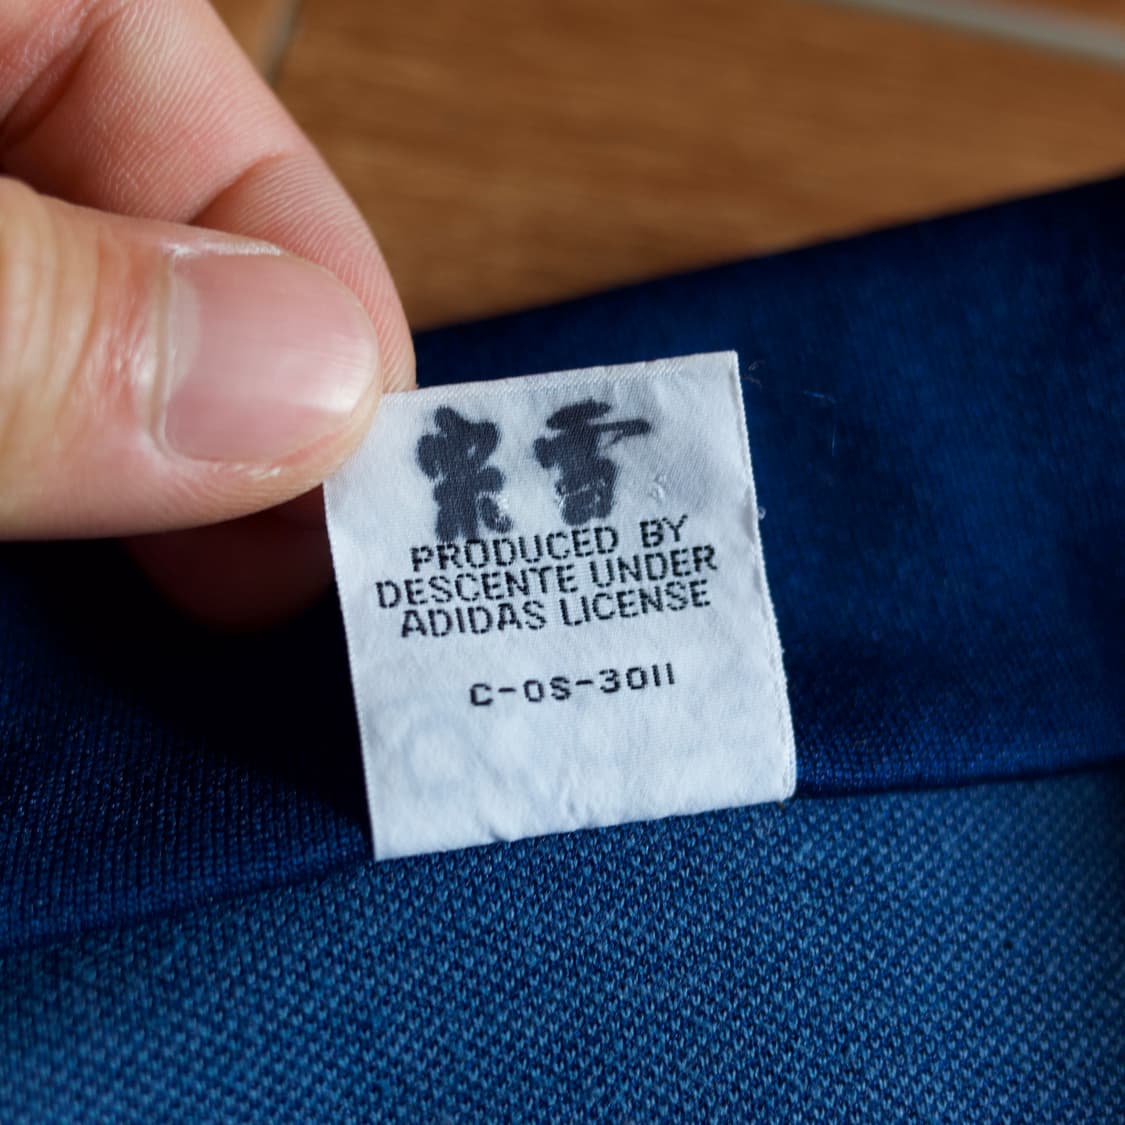 PRODUCED BY
DESCENTE UNDER
ADIDAS LICENSE
C-OS-3011